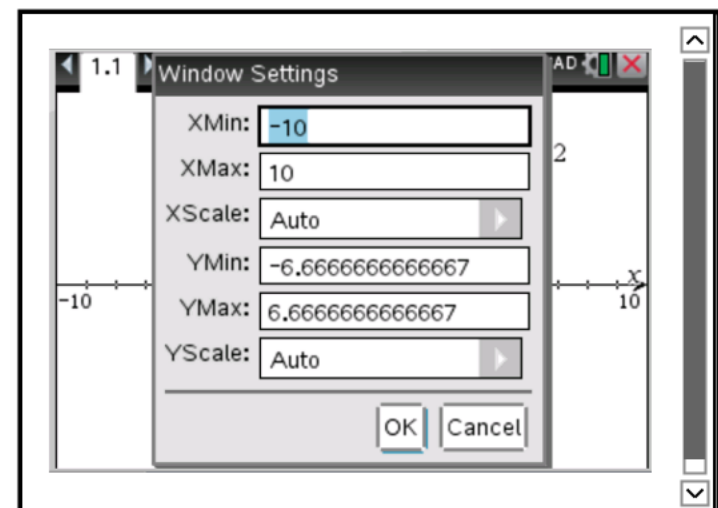 1.1
Window Settings
AD
XMin: -10
XMax: 10
2
XScale: Auto
YMin: -6.6666666666667
x
-10
10
YMax: 6.6666666666667
YScale: Auto
OK Cancel